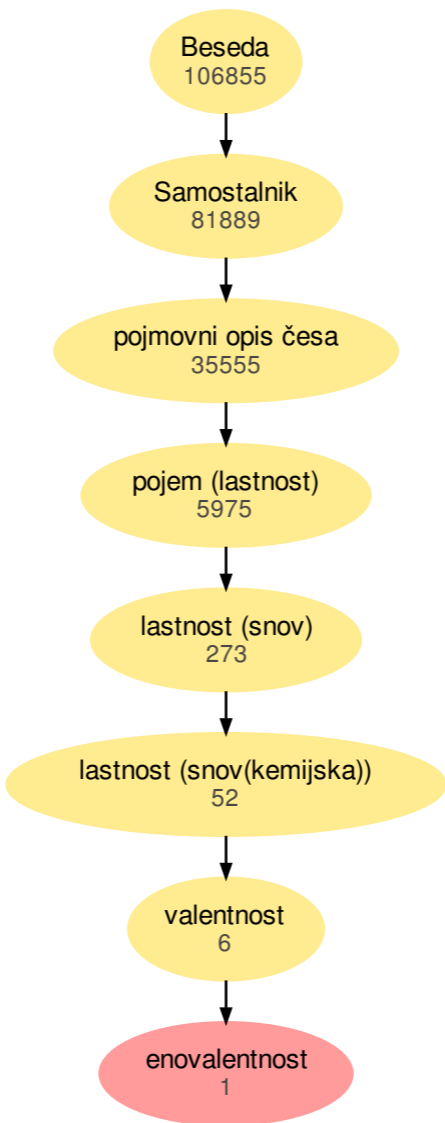 Beseda
106855
Samostalnik
81889
pojmovni opis česa
35555
pojem (lastnost)
5975
lastnost (snov)
273
lastnost (snov(kemijska))
52
valentnost
6
enovalentnost
1